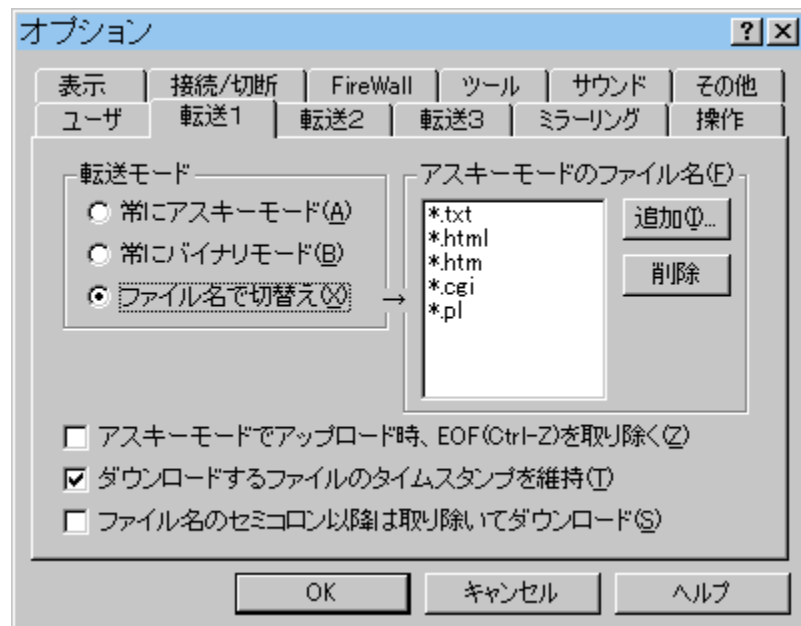 オプション
表示 接続/切断 FireWall ツール サウンド その他
ユーザ 転送1 転送2 転送3 ミラーリング 操作
転送モード
常にアスキーモード(A)
常にバイナリモード(B)
ファイル名で切替え(X) →
アスキーモードのファイル名(F)
*.txt
*.html
*.htm
*.cgi
*.pl
追加(I)...
削除
アスキーモードでアップロード時、EOF(Ctrl-Z)を取り除く(Z)
ダウンロードするファイルのタイムスタンプを維持(T)
ファイル名のセミコロン以降は取り除いてダウンロード(S)
OK キャンセル ヘルプ